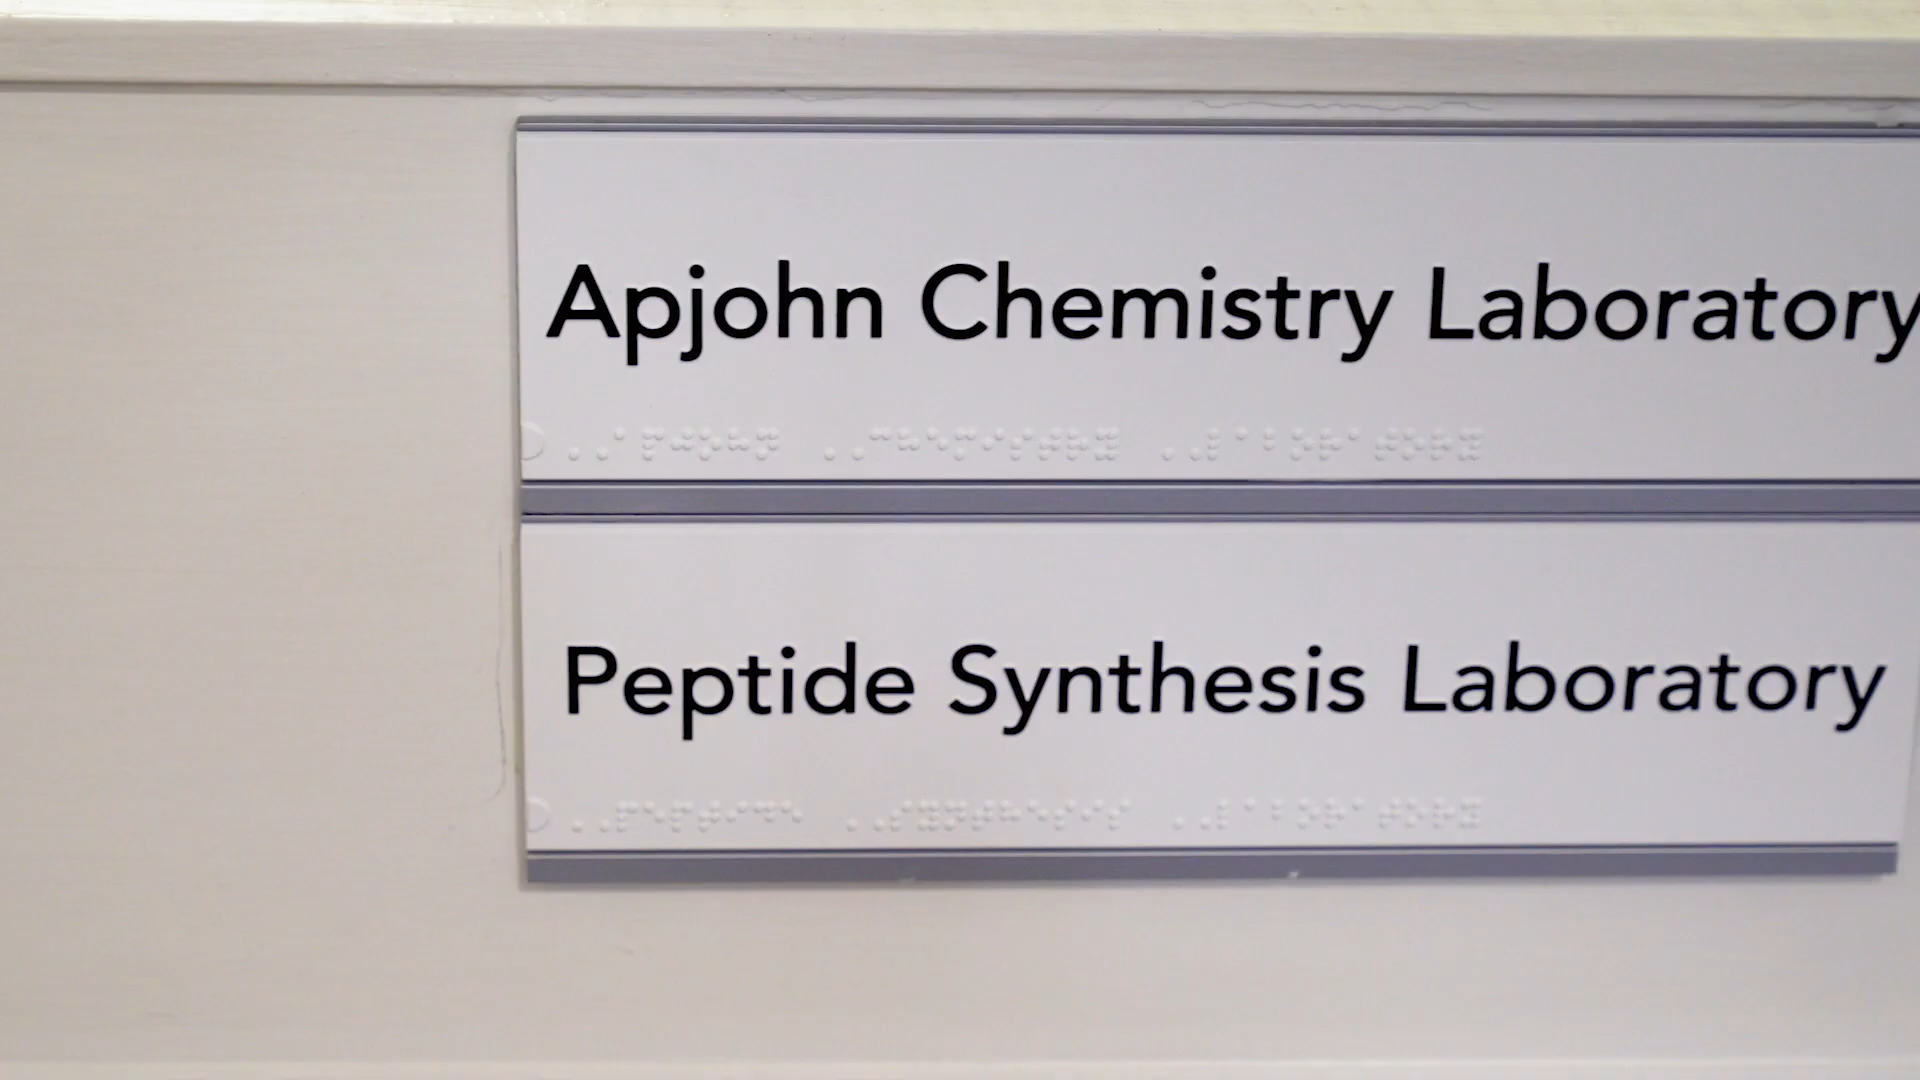 Apjohn Chemistry Laboratory
Peptide Synthesis Laboratory